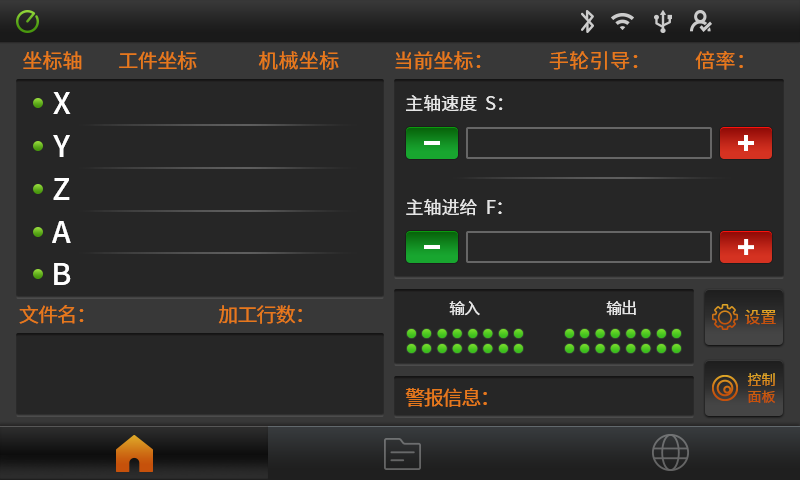 坐标轴 工件坐标 机械坐标 当前坐标: 手轮引导: 倍率:
X
Y
Z
A
B
主轴速度 S:
主轴进给 F:
文件名: 加工行数:
输入 输出
设置
警报信息:
控制
面板